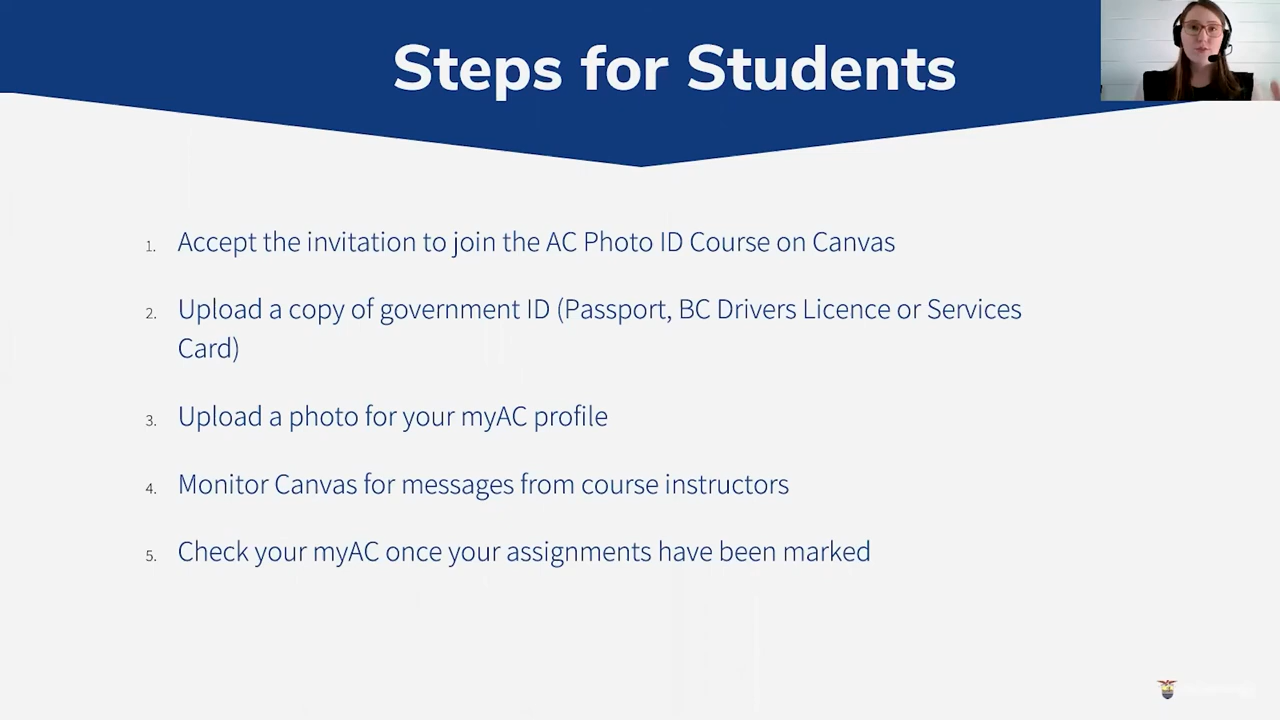 Steps for Students
1. Accept the invitation to join the AC Photo ID Course on Canvas
2. Upload a copy of government ID (Passport, BC Drivers Licence or Services
Card)
3. Upload a photo for your myAC profile
4. Monitor Canvas for messages from course instructors
5. Check your myAC once your assignments have been marked